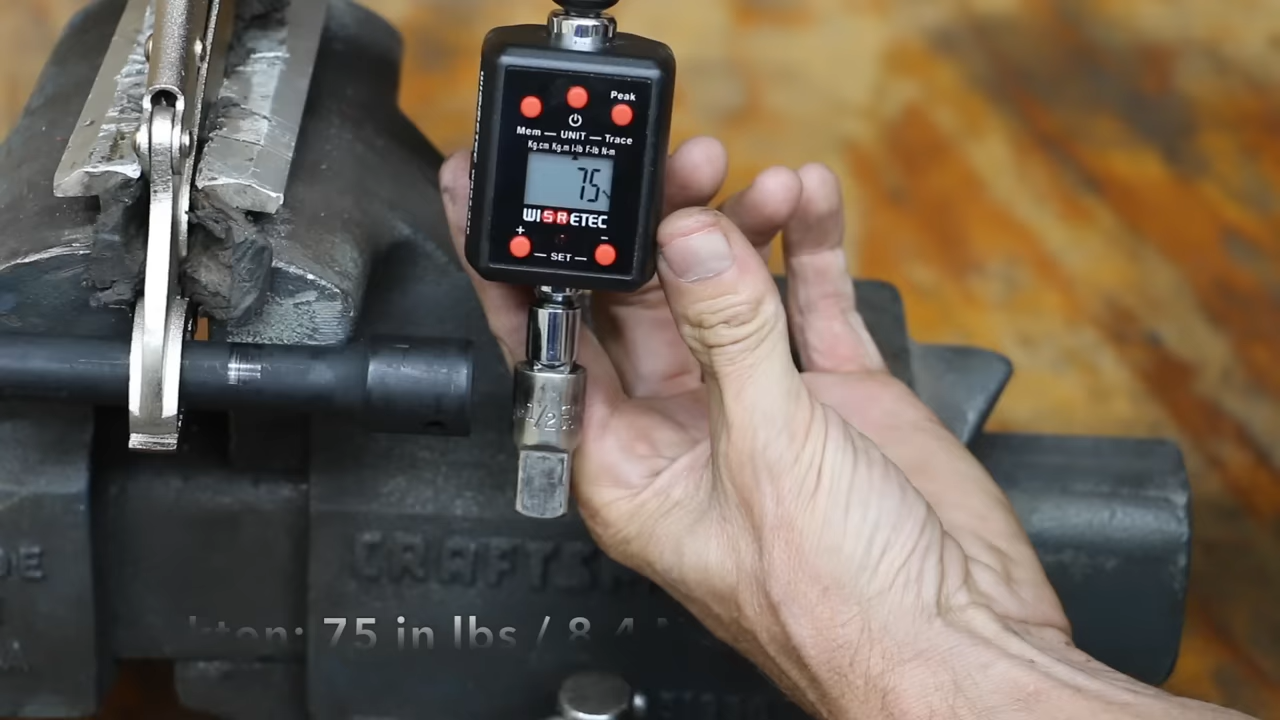 Peak
Mem — UNIT — Trace
Kg.cm Kg.m I-lb F-lb N-m
75
WISRETEC
+ — SET — -
1/2
CRAFTS
75 in lbs / 8.4